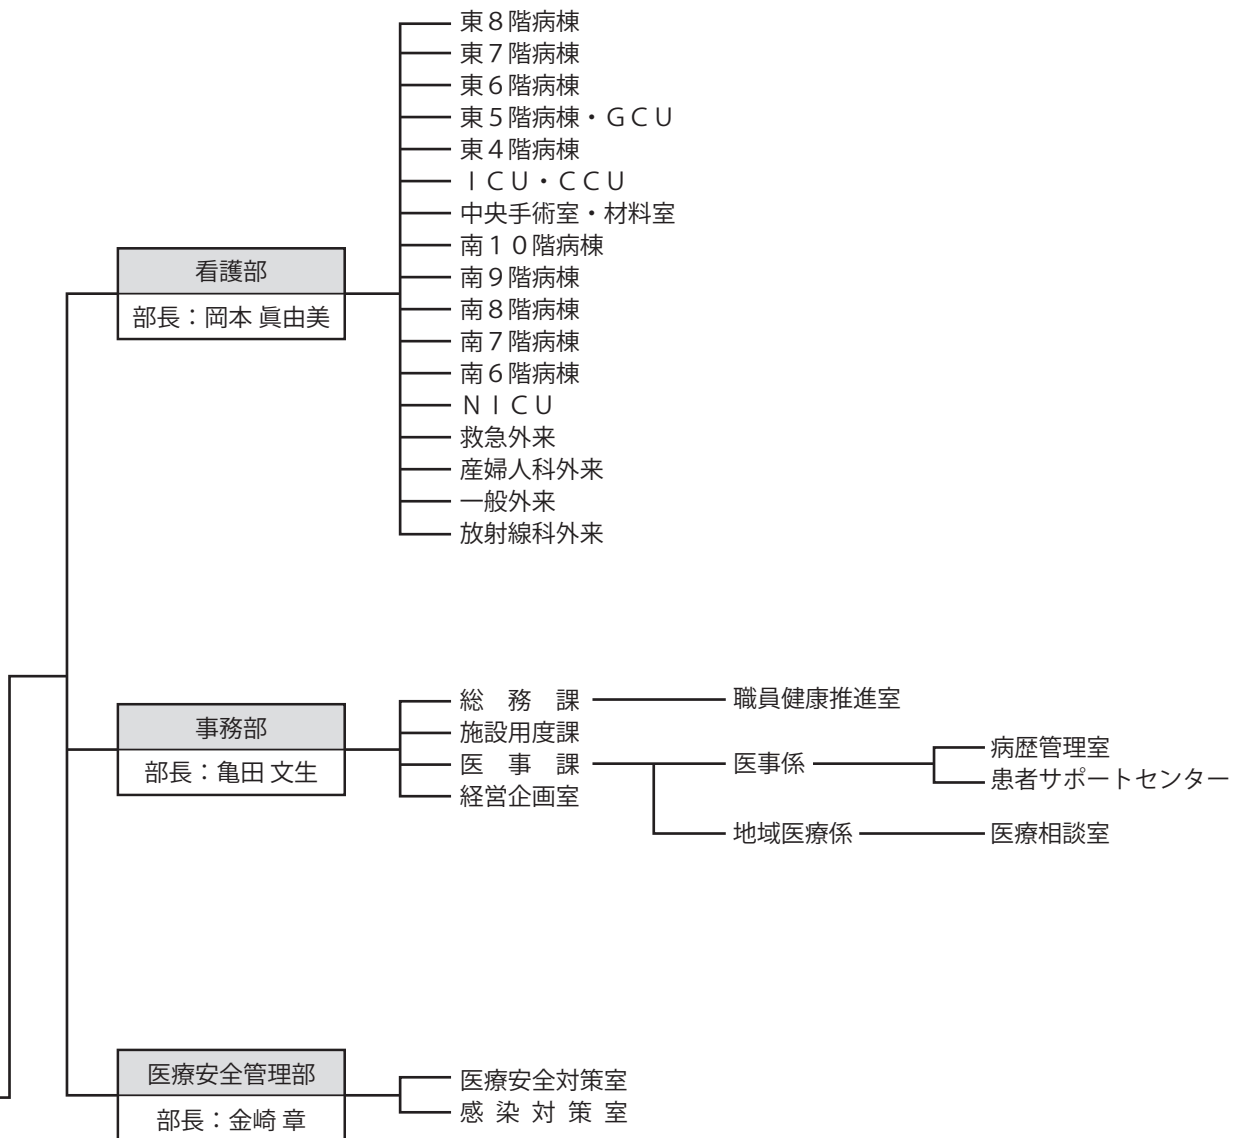 東８階病棟
東７階病棟
東６階病棟
東５階病棟・ＧＣＵ
東４階病棟
ＩＣＵ・ＣＣＵ
中央手術室・材料室
南１０階病棟
南９階病棟
南８階病棟
南７階病棟
南６階病棟
ＮＩＣＵ
救急外来
産婦人科外来
一般外来
放射線科外来
看護部
部長：岡本 眞由美
事務部
部長：亀田 文生
総　務　課
施設用度課
医　事　課
経営企画室
職員健康推進室
医事係
病歴管理室
患者サポートセンター
地域医療係
医療相談室
医療安全管理部
部長：金崎 章
医療安全対策室
感 染 対 策 室